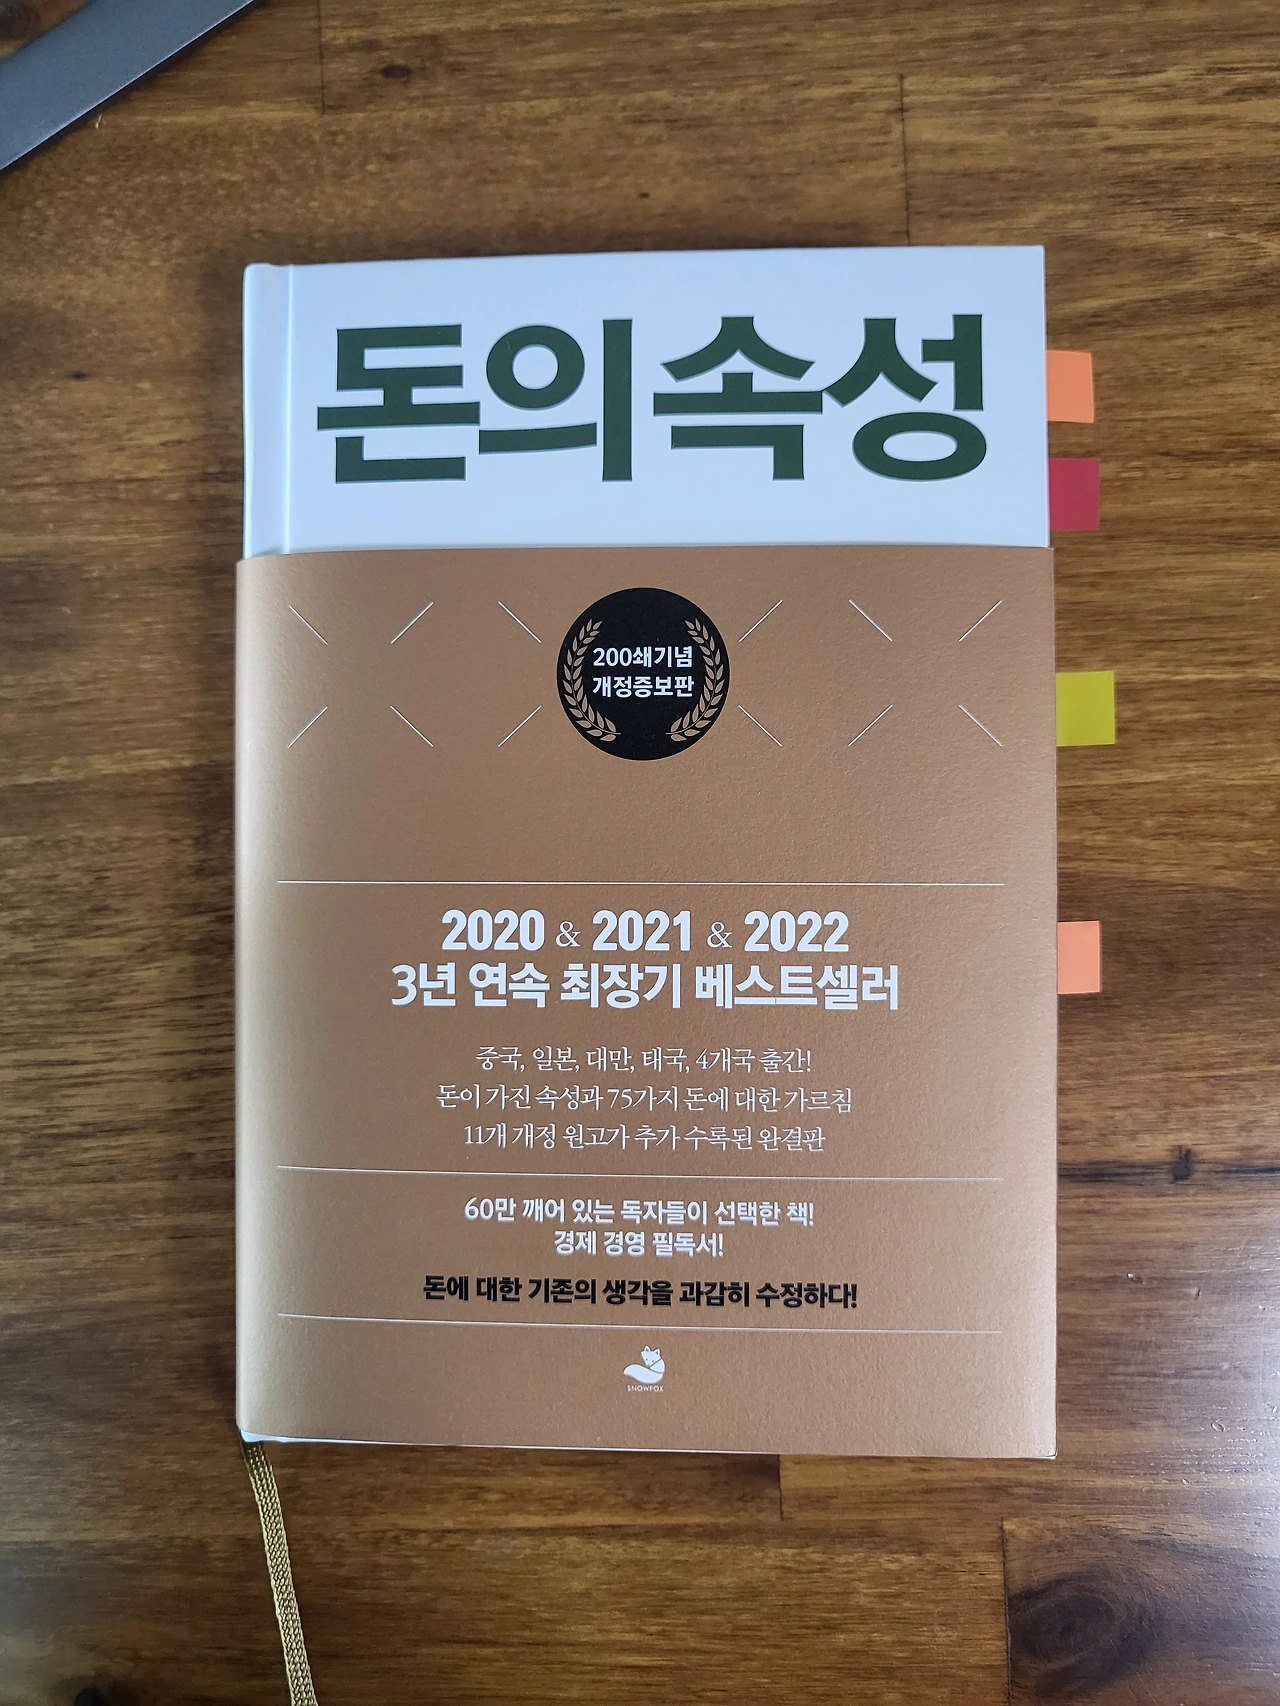 돈의 속성
200쇄기념
개정증보판
2020 & 2021 & 2022
3년 연속 최장기 베스트셀러
중국, 일본, 대만, 태국, 4개국 출간!
돈이 가진 속성과 75가지 돈에 대한 가르침
11개 개정 원고가 추가 수록된 완결판
60만 깨어 있는 독자들이 선택한 책!
경제 경영 필독서!
돈에 대한 기존의 생각을 과감히 수정하다!
SNOWFOX